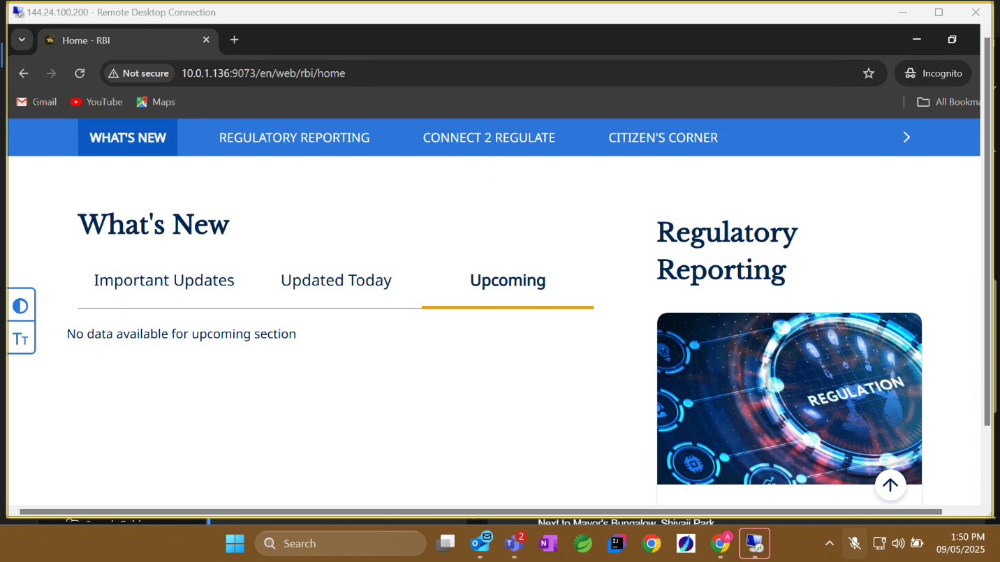 144.24.100.200 - Remote Desktop Connection
Home - RBI
Not secure
10.0.1.136:9073/en/web/rbi/home
Incognito
Gmail
YouTube
Maps
All Bookma
WHAT'S NEW
REGULATORY REPORTING
CONNECT 2 REGULATE
CITIZEN'S CORNER
What's New
Regulatory
Reporting
Important Updates
Updated Today
Upcoming
No data available for upcoming section
TT
REGULATION
Next to Mayor's Bungalow, Shivaji Park
Search
2
A
1:50 PM
09/05/2025